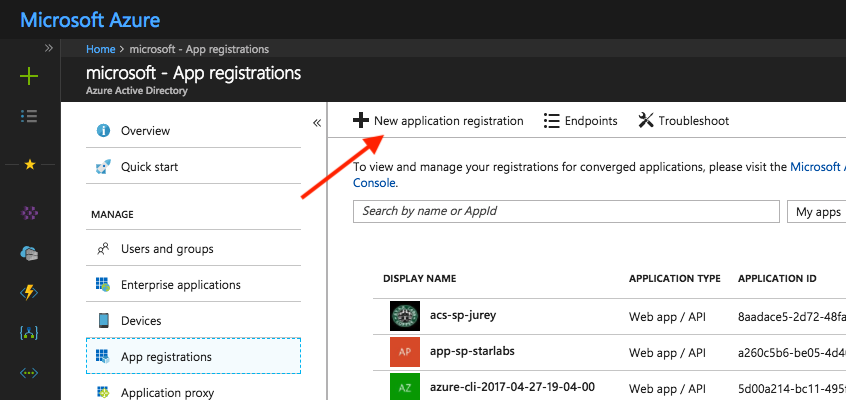 Microsoft Azure
Home > microsoft - App registrations
microsoft - App registrations
Azure Active Directory
Overview
Quick start
MANAGE
Users and groups
Enterprise applications
Devices
App registrations
Application proxy
New application registration
Endpoints
Troubleshoot
To view and manage your registrations for converged applications, please visit the Microsoft A
Console.
Search by name or AppId
My apps
DISPLAY NAME APPLICATION TYPE APPLICATION ID
acs-sp-jurey Web app / API 8aadace5-2d72-48fa
AP app-sp-starlabs Web app / API a260c5b6-be05-4d4
AZ azure-cli-2017-04-27-19-04-00 Web app / API 5d00a214-bc11-495f